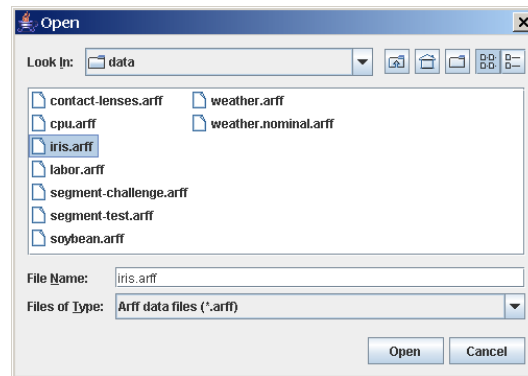 Open
Look In: data
contact-lenses.arff
cpu.arff
iris.arff
labor.arff
segment-challenge.arff
segment-test.arff
soybean.arff
weather.arff
weather.nominal.arff
File Name: iris.arff
Files of Type: Arff data files (*.arff)
Open Cancel